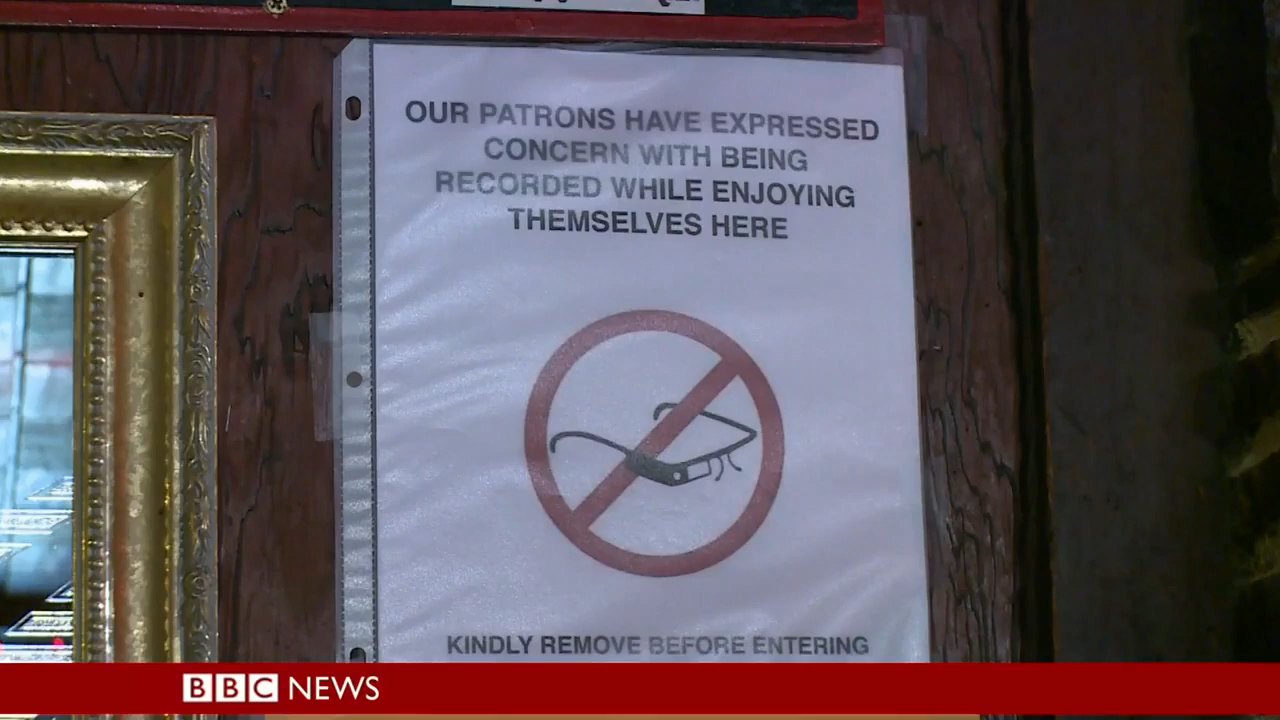 OUR PATRONS HAVE EXPRESSED
CONCERN WITH BEING
RECORDED WHILE ENJOYING
THEMSELVES HERE
KINDLY REMOVE BEFORE ENTERING
BBC NEWS